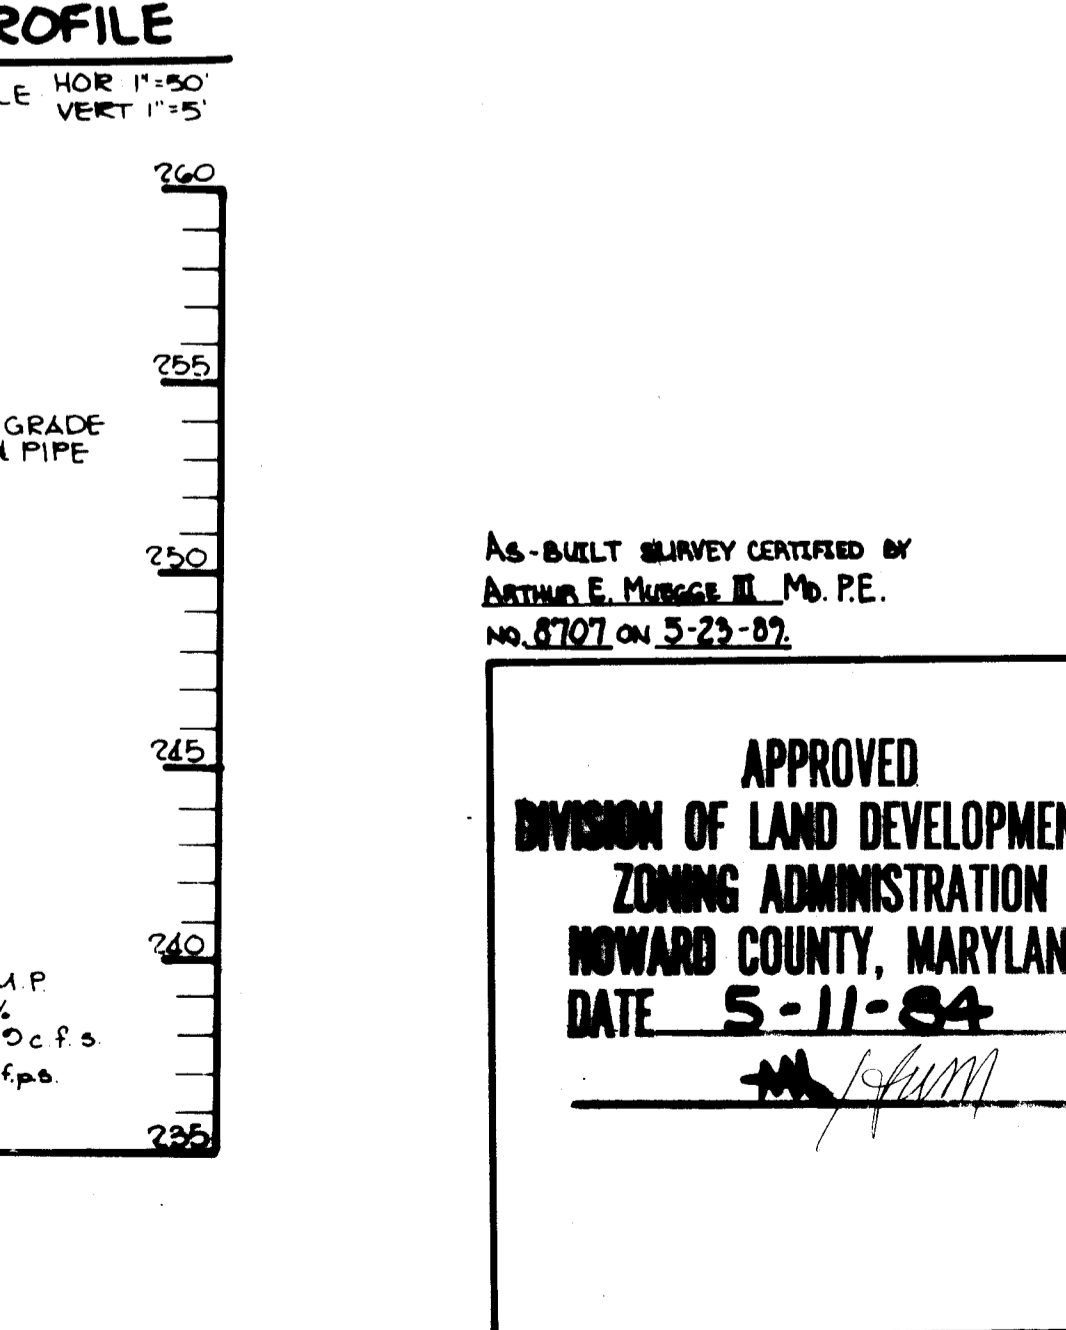 ROFILE
LE HOR 1"=50'
VERT 1"=5'
260
255
GRADE
PIPE
250
245
240
M.P.
%
9 c.f.s.
f.p.s.
235
AS-BUILT SURVEY CERTIFIED BY
ARTHUR E. MUEGGE III MD. P.E.
NO. 8707 ON 5-23-89.
APPROVED
DIVISION OF LAND DEVELOPMEN
ZONING ADMINISTRATION
HOWARD COUNTY, MARYLAN
DATE 5-11-84